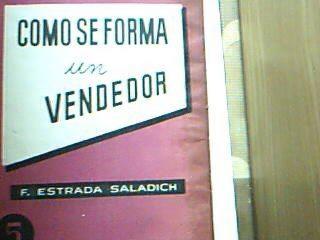 COMO SE FORMA
un
VENDEDOR
F. ESTRADA SALADICH
5